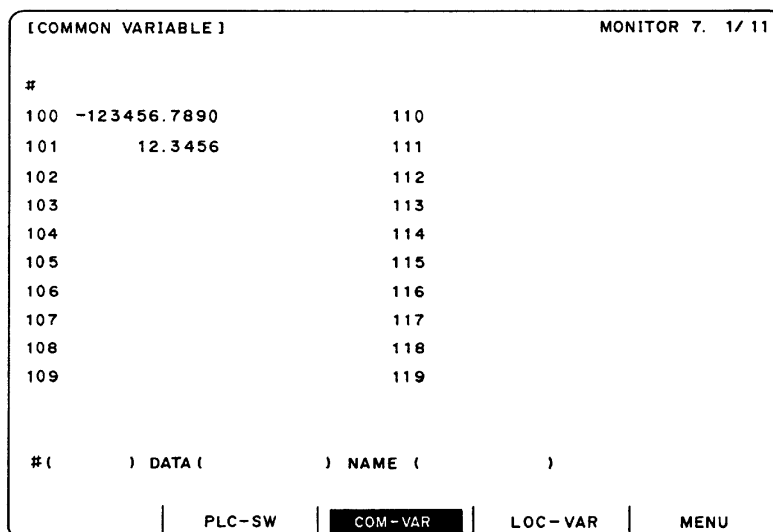 [COMMON VARIABLE] MONITOR 7. 1/11
#
100 -123456.7890 110
101 12.3456 111
102 112
103 113
104 114
105 115
106 116
107 117
108 118
109 119
#( ) DATA( ) NAME ( )
PLC-SW COM-VAR LOC-VAR MENU